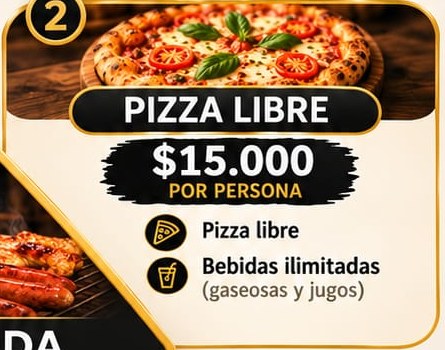 2
PIZZA LIBRE
$15.000
POR PERSONA
Pizza libre
Bebidas ilimitadas
(gaseosas y jugos)
DA